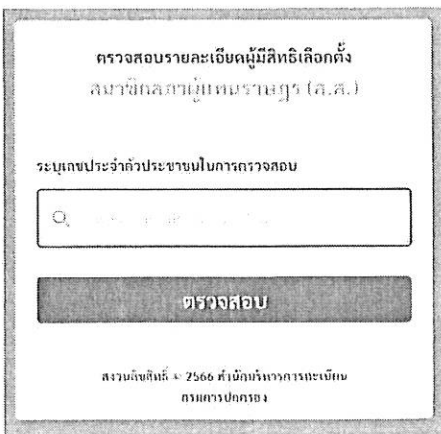 ตรวจสอบรายละเอียดผู้มีสิทธิเลือกตั้ง
สมาชิกสภาผู้แทนราษฎร (ส.ส.)
ระบุเลขประจำตัวประชาชนในการตรวจสอบ
ตรวจสอบ
สงวนลิขสิทธิ์ © 2566 สำนักบริหารการทะเบียน
กรมการปกครอง